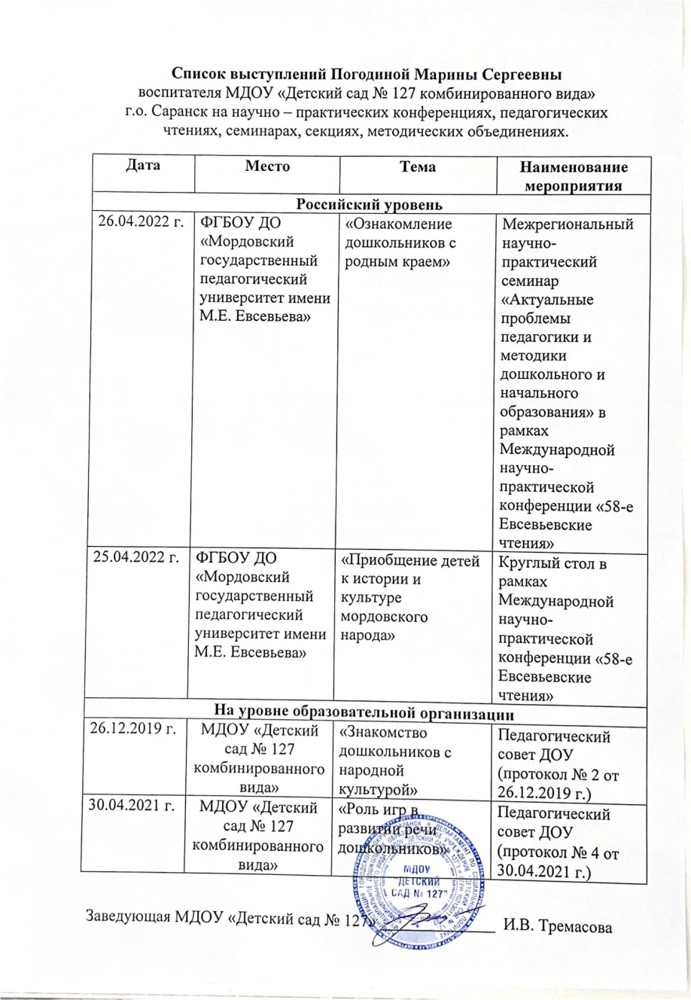 Список выступлений Погодиной Марины Сергеевны
воспитателя МДОУ «Детский сад № 127 комбинированного вида»
г.о. Саранск на научно – практических конференциях, педагогических
чтениях, семинарах, секциях, методических объединениях.
Дата
Место
Тема
Наименование
мероприятия
Российский уровень
26.04.2022 г.
ФГБОУ ДО
«Мордовский
государственный
педагогический
университет имени
М.Е. Евсевьева»
«Ознакомление
дошкольников с
родным краем»
Межрегиональный
научно-
практический
семинар
«Актуальные
проблемы
педагогики и
методики
дошкольного и
начального
образования» в
рамках
Международной
научно-
практической
конференции «58-е
Евсевьевские
чтения»
25.04.2022 г.
ФГБОУ ДО
«Мордовский
государственный
педагогический
университет имени
М.Е. Евсевьева»
«Приобщение детей
к истории и
культуре
мордовского
народа»
Круглый стол в
рамках
Международной
научно-
практической
конференции «58-е
Евсевьевские
чтения»
На уровне образовательной организации
26.12.2019 г.
МДОУ «Детский
сад № 127
комбинированного
вида»
«Знакомство
дошкольников с
народной
культурой»
Педагогический
совет ДОУ
(протокол № 2 от
26.12.2019 г.)
30.04.2021 г.
МДОУ «Детский
сад № 127
комбинированного
вида»
«Роль игр в
развитии речи
дошкольников»
Педагогический
совет ДОУ
(протокол № 4 от
30.04.2021 г.)
МДОУ
"ДЕТСКИЙ
САД № 127"
Заведующая МДОУ «Детский сад № 127» И.В. Тремасова